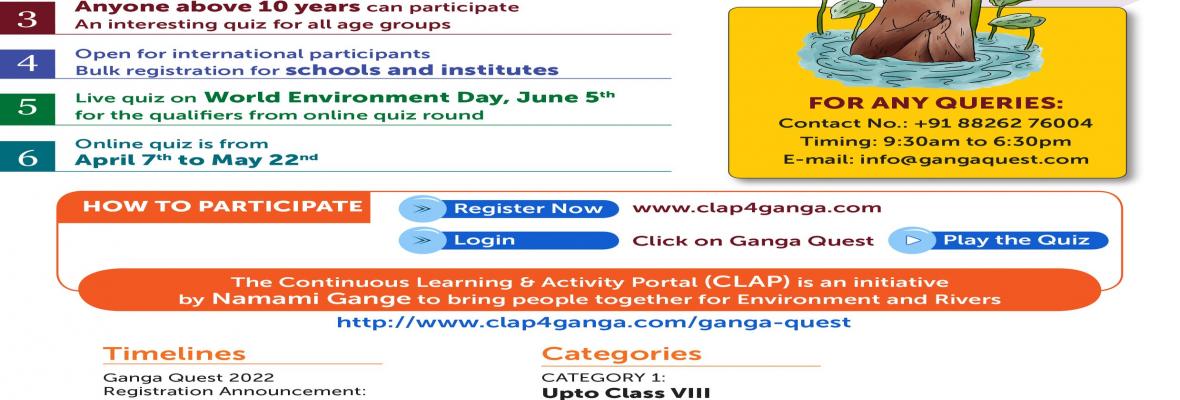 3
Anyone above 10 years can participate
An interesting quiz for all age groups
4
Open for international participants
Bulk registration for schools and institutes
5
Live quiz on World Environment Day, June 5th
for the qualifiers from online quiz round
6
Online quiz is from
April 7th to May 22nd
FOR ANY QUERIES:
Contact No.: +91 88262 76004
Timing: 9:30am to 6:30pm
E-mail: info@gangaquest.com
HOW TO PARTICIPATE
Register Now www.clap4ganga.com
Login Click on Ganga Quest Play the Quiz
The Continuous Learning & Activity Portal (CLAP) is an initiative
by Namami Gange to bring people together for Environment and Rivers
http://www.clap4ganga.com/ganga-quest
Timelines
Ganga Quest 2022
Registration Announcement:
Categories
CATEGORY 1:
Upto Class VIII